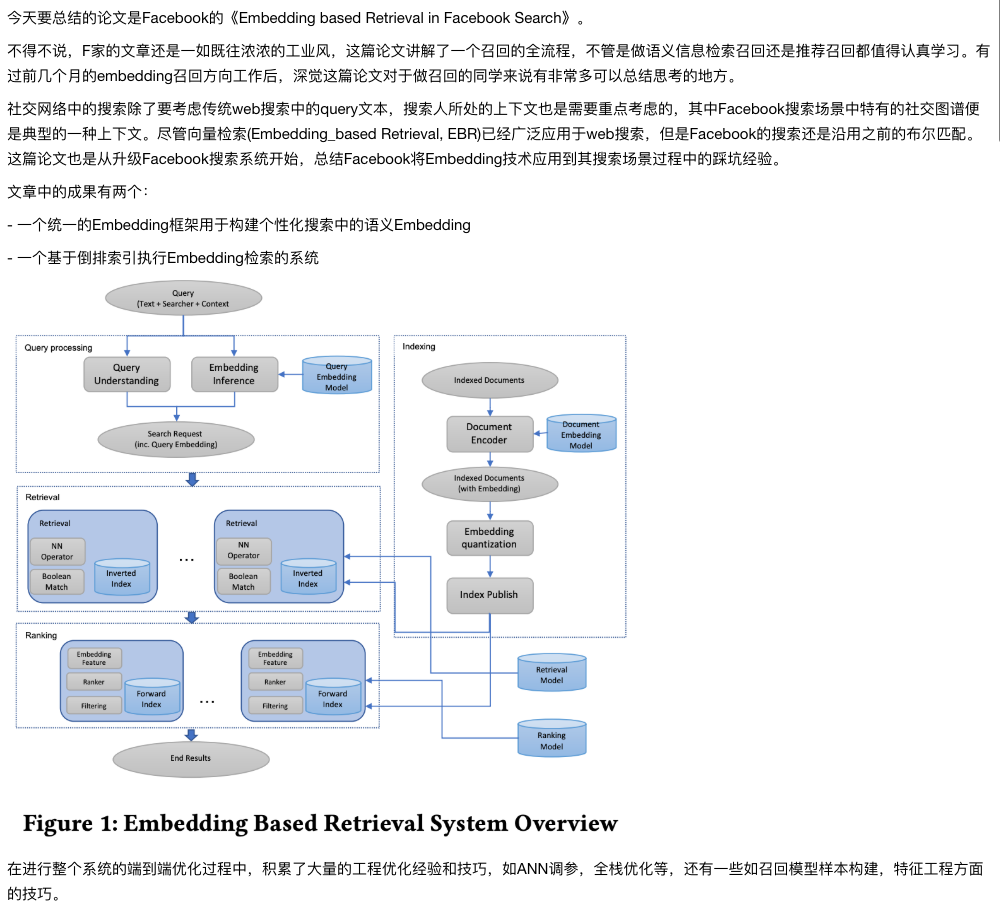 今天要总结的论文是Facebook的《Embedding based Retrieval in Facebook Search》。
不得不说，F家的文章还是一如既往浓浓的工业风，这篇论文讲解了一个召回的全流程，不管是做语义信息检索召回还是推荐召回都值得认真学习。有
过前几个月的embedding召回方向工作后，深觉这篇论文对于做召回的同学来说有非常多可以总结思考的地方。
社交网络中的搜索除了要考虑传统web搜索中的query文本，搜索人所处的上下文也是需要重点考虑的，其中Facebook搜索场景中特有的社交图谱便
是典型的一种上下文。尽管向量检索(Embedding_based Retrieval, EBR)已经广泛应用于web搜索，但是Facebook的搜索还是沿用之前的布尔匹配。
这篇论文也是从升级Facebook搜索系统开始，总结Facebook将Embedding技术应用到其搜索场景过程中的踩坑经验。
文章中的成果有两个：
- 一个统一的Embedding框架用于构建个性化搜索中的语义Embedding
- 一个基于倒排索引执行Embedding检索的系统
Query
(Text + Searcher + Context
Query processing
Query
Understanding
Embedding
Inference
Query
Embedding
Model
Search Request
(inc. Query Embedding)
Retrieval
Retrieval
NN
Operator
Boolean
Match
Inverted
Index
...
Retrieval
NN
Operator
Boolean
Match
Inverted
Index
Ranking
Embedding
Feature
Ranker
Filtering
Forward
Index
...
Embedding
Feature
Ranker
Filtering
Forward
Index
End Results
Indexing
Indexed Documents
Document
Encoder
Document
Embedding
Model
Indexed Documents
(with Embedding)
Embedding
quantization
Index Publish
Retrieval
Model
Ranking
Model
Figure 1: Embedding Based Retrieval System Overview
在进行整个系统的端到端优化过程中，积累了大量的工程优化经验和技巧，如ANN调参，全栈优化等，还有一些如召回模型样本构建，特征工程方面
的技巧。